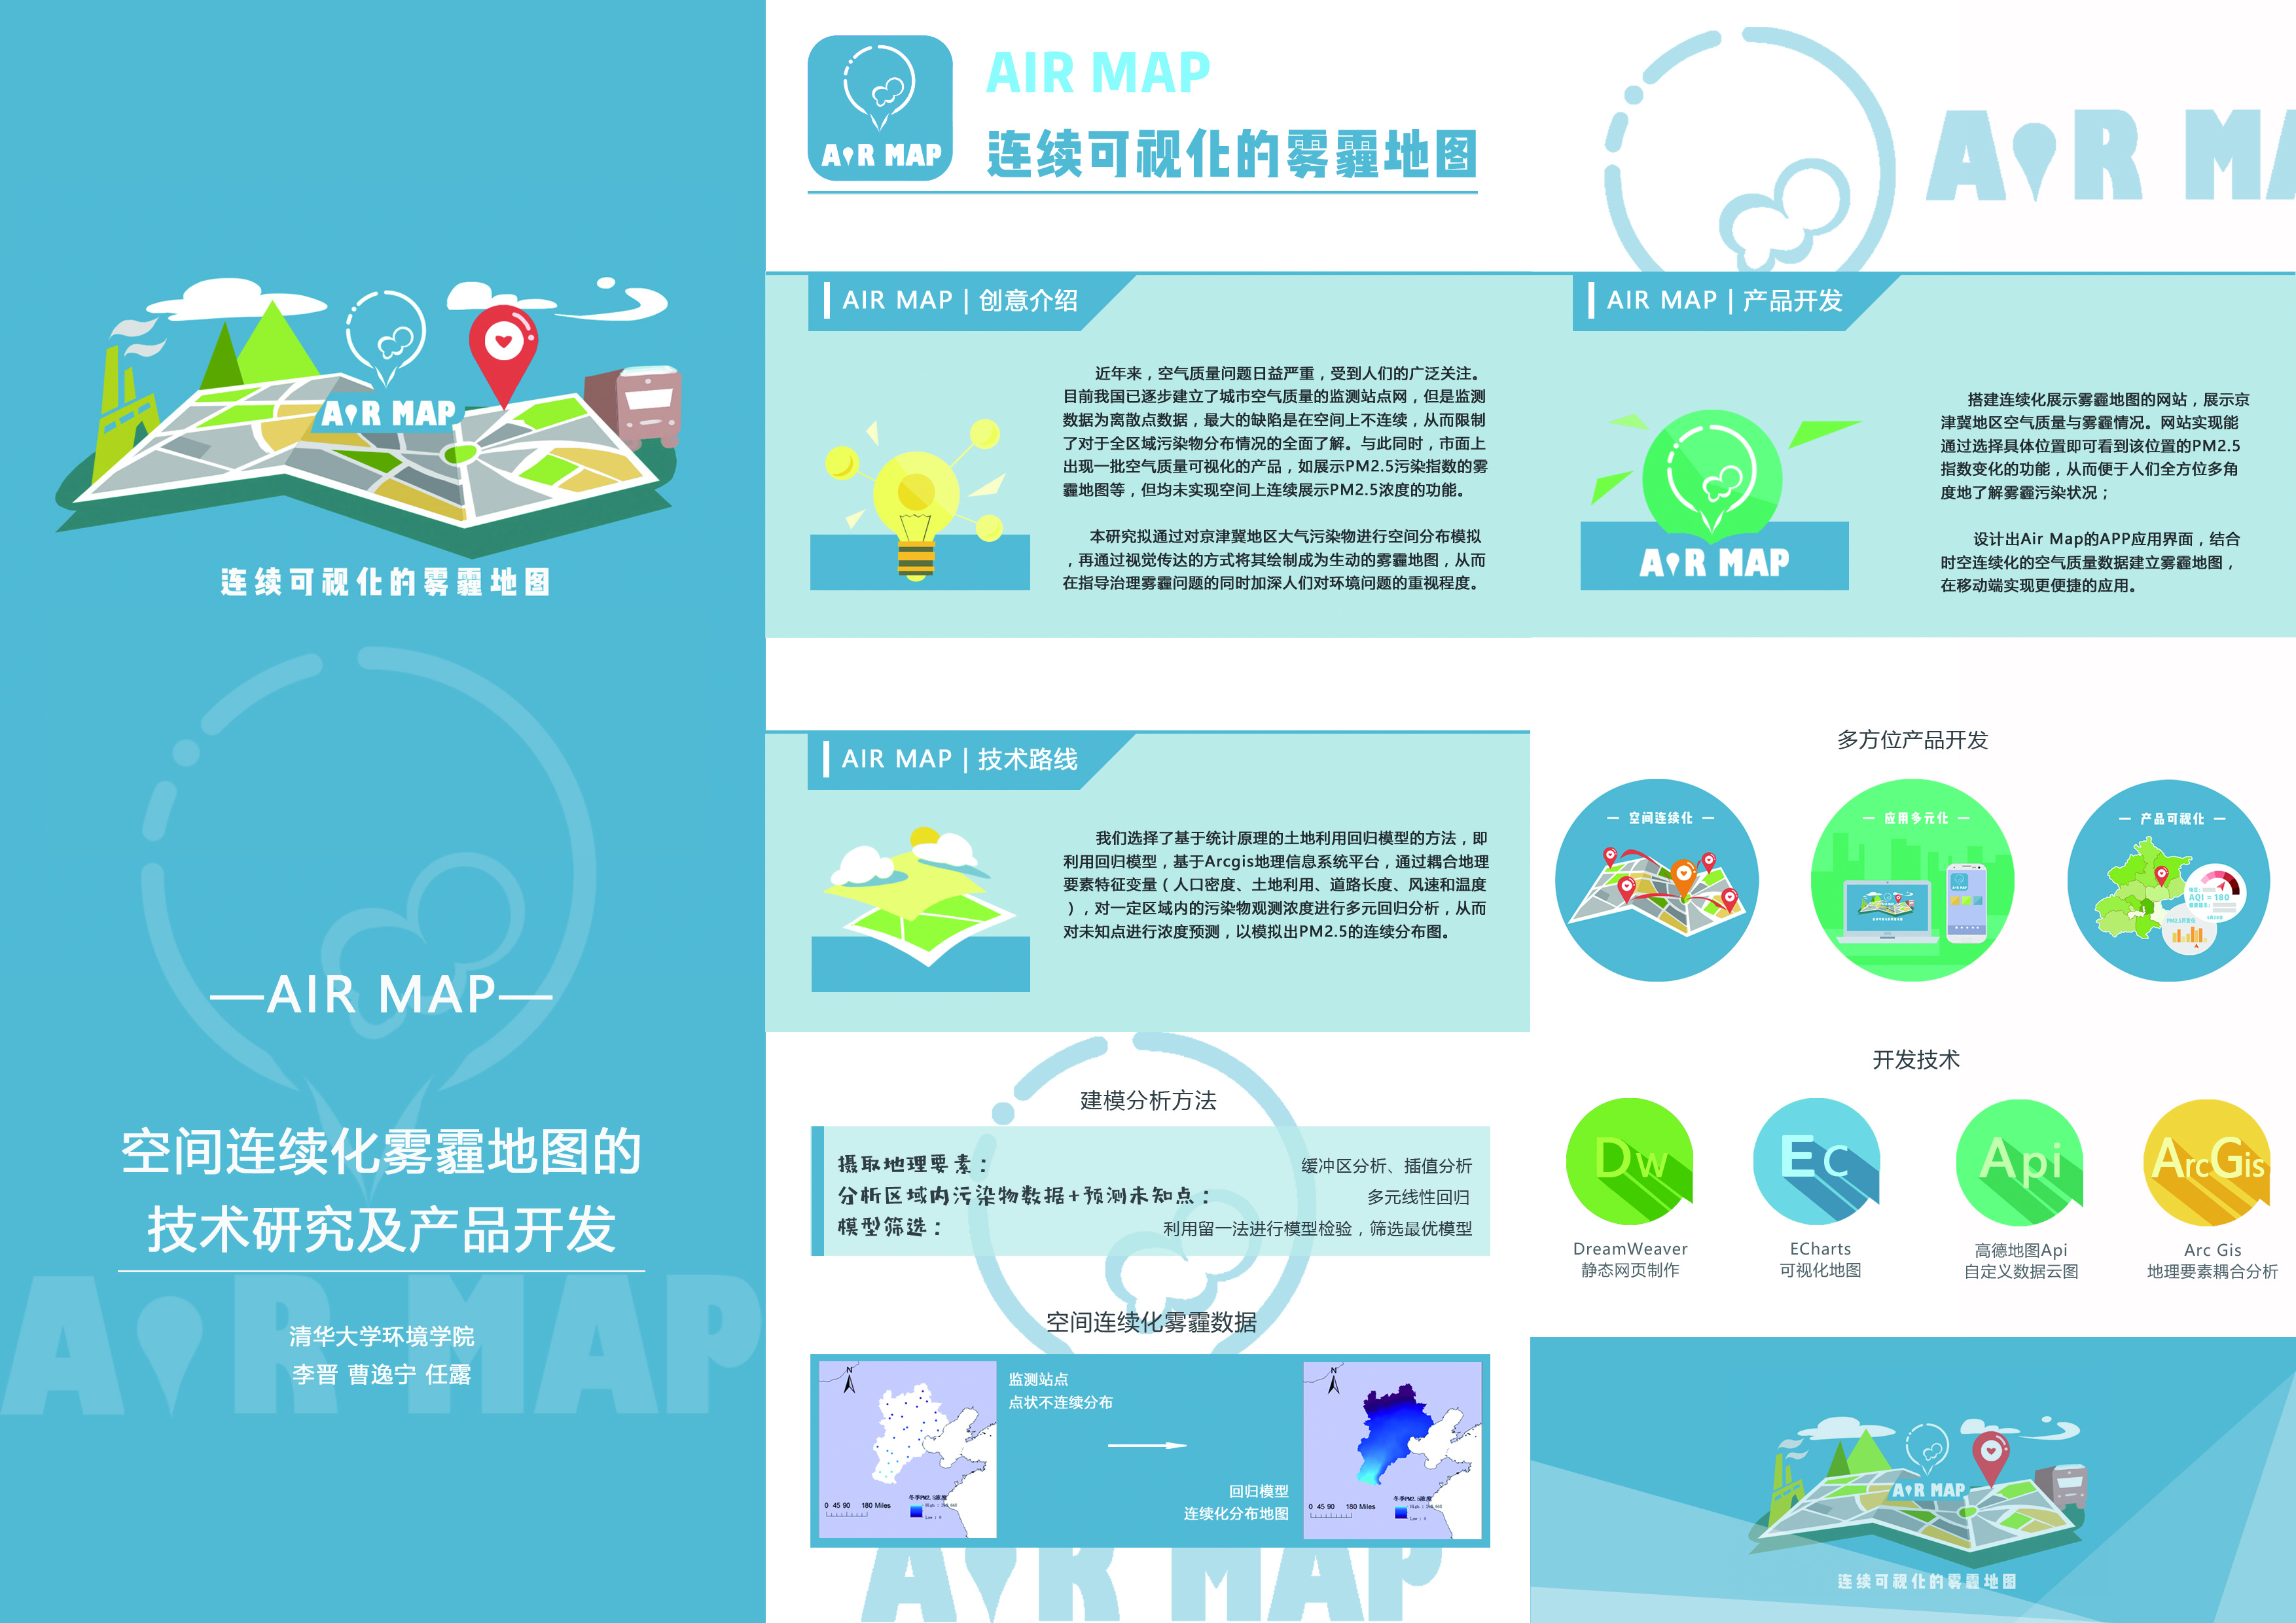 AIR MAP
连续可视化的雾霾地图
—AIR MAP—
空间连续化雾霾地图的
技术研究及产品开发
清华大学环境学院
李晋 曹逸宁 任露
AIR MAP
AIR MAP
AIR MAP
连续可视化的雾霾地图
AIR MAP | 创意介绍
近年来，空气质量问题日益严重，受到人们的广泛关注。
目前我国已逐步建立了城市空气质量的监测站点网，但是监测
数据为离散点数据，最大的缺陷是在空间上不连续，从而限制
了对于全区域污染物分布情况的全面了解。与此同时，市面上
出现一批空气质量可视化的产品，如展示PM2.5污染指数的雾
霾地图等，但均未实现空间上连续展示PM2.5浓度的功能。
本研究拟通过对京津冀地区大气污染物进行空间分布模拟
，再通过视觉传达的方式将其绘制成为生动的雾霾地图，从而
在指导治理雾霾问题的同时加深人们对环境问题的重视程度。
AIR MAP | 技术路线
我们选择了基于统计原理的土地利用回归模型的方法，即
利用回归模型，基于Arcgis地理信息系统平台，通过耦合地理
要素特征变量（人口密度、土地利用、道路长度、风速和温度
），对一定区域内的污染物观测浓度进行多元回归分析，从而
对未知点进行浓度预测，以模拟出PM2.5的连续分布图。
建模分析方法
摄取地理要素： 缓冲区分析、插值分析
分析区域内污染物数据+预测未知点： 多元线性回归
模型筛选： 利用留一法进行模型检验，筛选最优模型
空间连续化雾霾数据
N
0 45 90 180 Miles
冬季PM2.5浓度
监测站点
点状不连续分布
回归模型
连续化分布地图
N
0 45 90 180 Miles
冬季PM2.5浓度
AIR MAP
AIR MA
AIR MAP | 产品开发
AIR MAP
搭建连续化展示雾霾地图的网站，展示京
津冀地区空气质量与雾霾情况。网站实现能
通过选择具体位置即可看到该位置的PM2.5
指数变化的功能，从而便于人们全方位多角
度地了解雾霾污染状况；
设计出Air Map的APP应用界面，结合
时空连续化的空气质量数据建立雾霾地图，
在移动端实现更便捷的应用。
多方位产品开发
— 空间连续化 —
— 应用多元化 —
— 产品可视化 —
AQI = 180
开发技术
Dw
Ec
Api
ArcGis
DreamWeaver
静态网页制作
ECharts
可视化地图
高德地图Api
自定义数据云图
Arc Gis
地理要素耦合分析
AIR MAP
连续可视化的雾霾地图